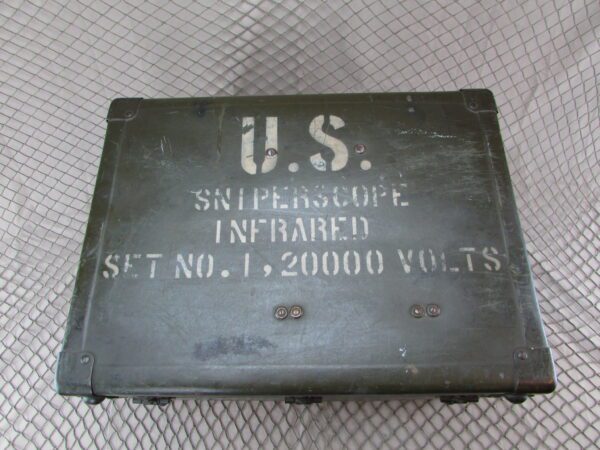 U.S.
SNIPERSCOPE
INFRARED
SET NO. 1, 20000 VOLTS